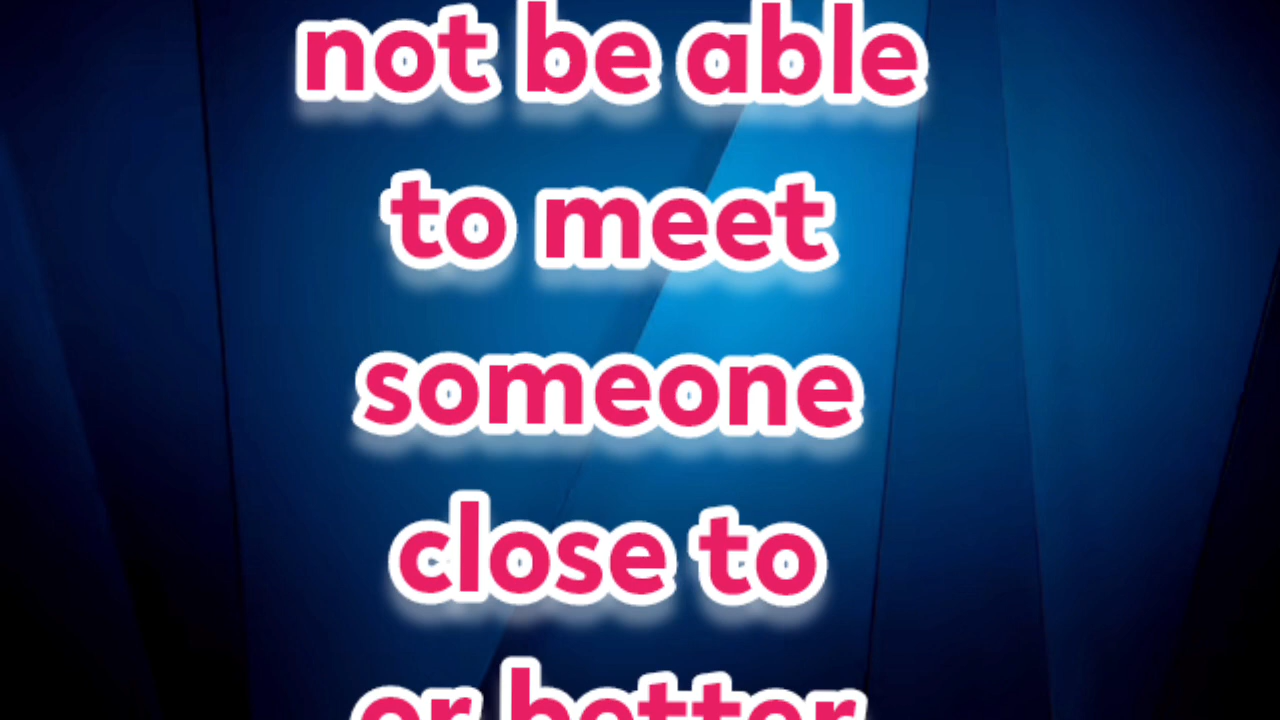 not be able
to meet
someone
close to
or better